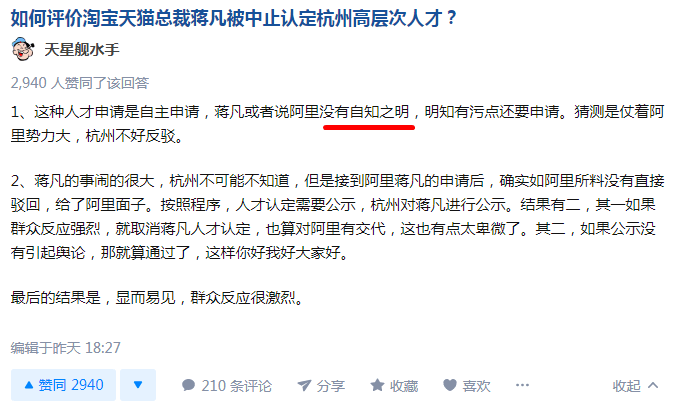 如何评价淘宝天猫总裁蒋凡被中止认定杭州高层次人才？
天星舰水手
2,940 人赞同了该回答
1、这种人才申请是自主申请，蒋凡或者说阿里没有自知之明，明知有污点还要申请。猜测是仗着阿
里势力大，杭州不好反驳。
2、蒋凡的事闹的很大，杭州不可能不知道，但是接到阿里蒋凡的申请后，确实如阿里所料没有直接
驳回，给了阿里面子。按照程序，人才认定需要公示，杭州对蒋凡进行公示。结果有二，其一如果
群众反应强烈，就取消蒋凡人才认定，也算对阿里有交代，这也有点太卑微了。其二，如果公示没
有引起舆论，那就算通过了，这样你好我好大家好。
最后的结果是，显而易见，群众反应很激烈。
编辑于昨天 18:27
赞同 2940 210 条评论 分享 收藏 喜欢 ··· 收起